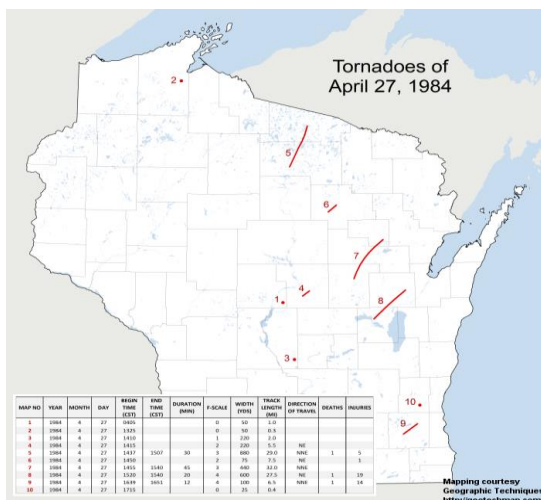 Tornadoes of
April 27, 1984
2
5
6
7
4
1
8
3
10
9
MAP NO YEAR MONTH DAY BEGIN TIME (CST) END TIME (CST) DURATION (MIN) F-SCALE WIDTH (YDS) TRACK LENGTH (MI) DIRECTION OF TRAVEL DEATHS INJURIES
1 1984 4 27 0405 0 50 1.0
2 1984 4 27 1325 0 50 0.3
3 1984 4 27 1410 1 220 2.0
4 1984 4 27 1415 2 220 5.5 NE
5 1984 4 27 1437 1507 30 3 880 29.0 NNE 1 5
6 1984 4 27 1450 2 75 7.5 NE 1
7 1984 4 27 1455 1540 45 3 440 32.0 NNE
8 1984 4 27 1520 1540 20 4 600 27.5 NE 1 19
9 1984 4 27 1639 1651 12 4 100 6.5 NNE 1 14
10 1984 4 27 1715 0 25 0.4
Mapping courtesy
Geographic Techniques